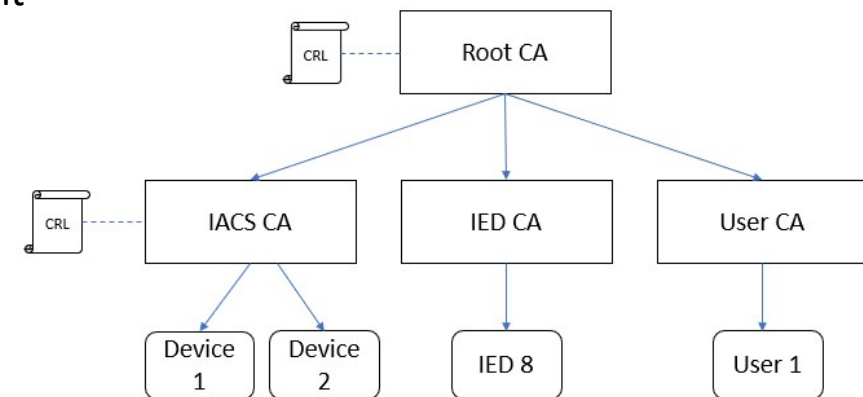 CRL
Root CA
CRL
IACS CA
IED CA
User CA
Device
1
Device
2
IED 8
User 1